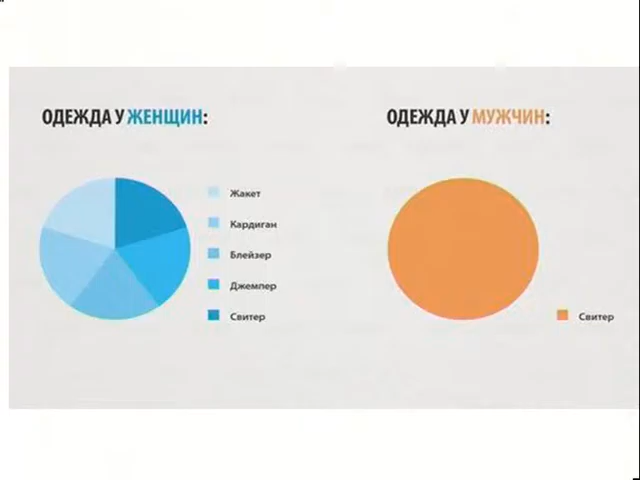 ОДЕЖДА У ЖЕНЩИН:
Жакет
Кардиган
Блейзер
Джемпер
Свитер
ОДЕЖДА У МУЖЧИН:
Свитер